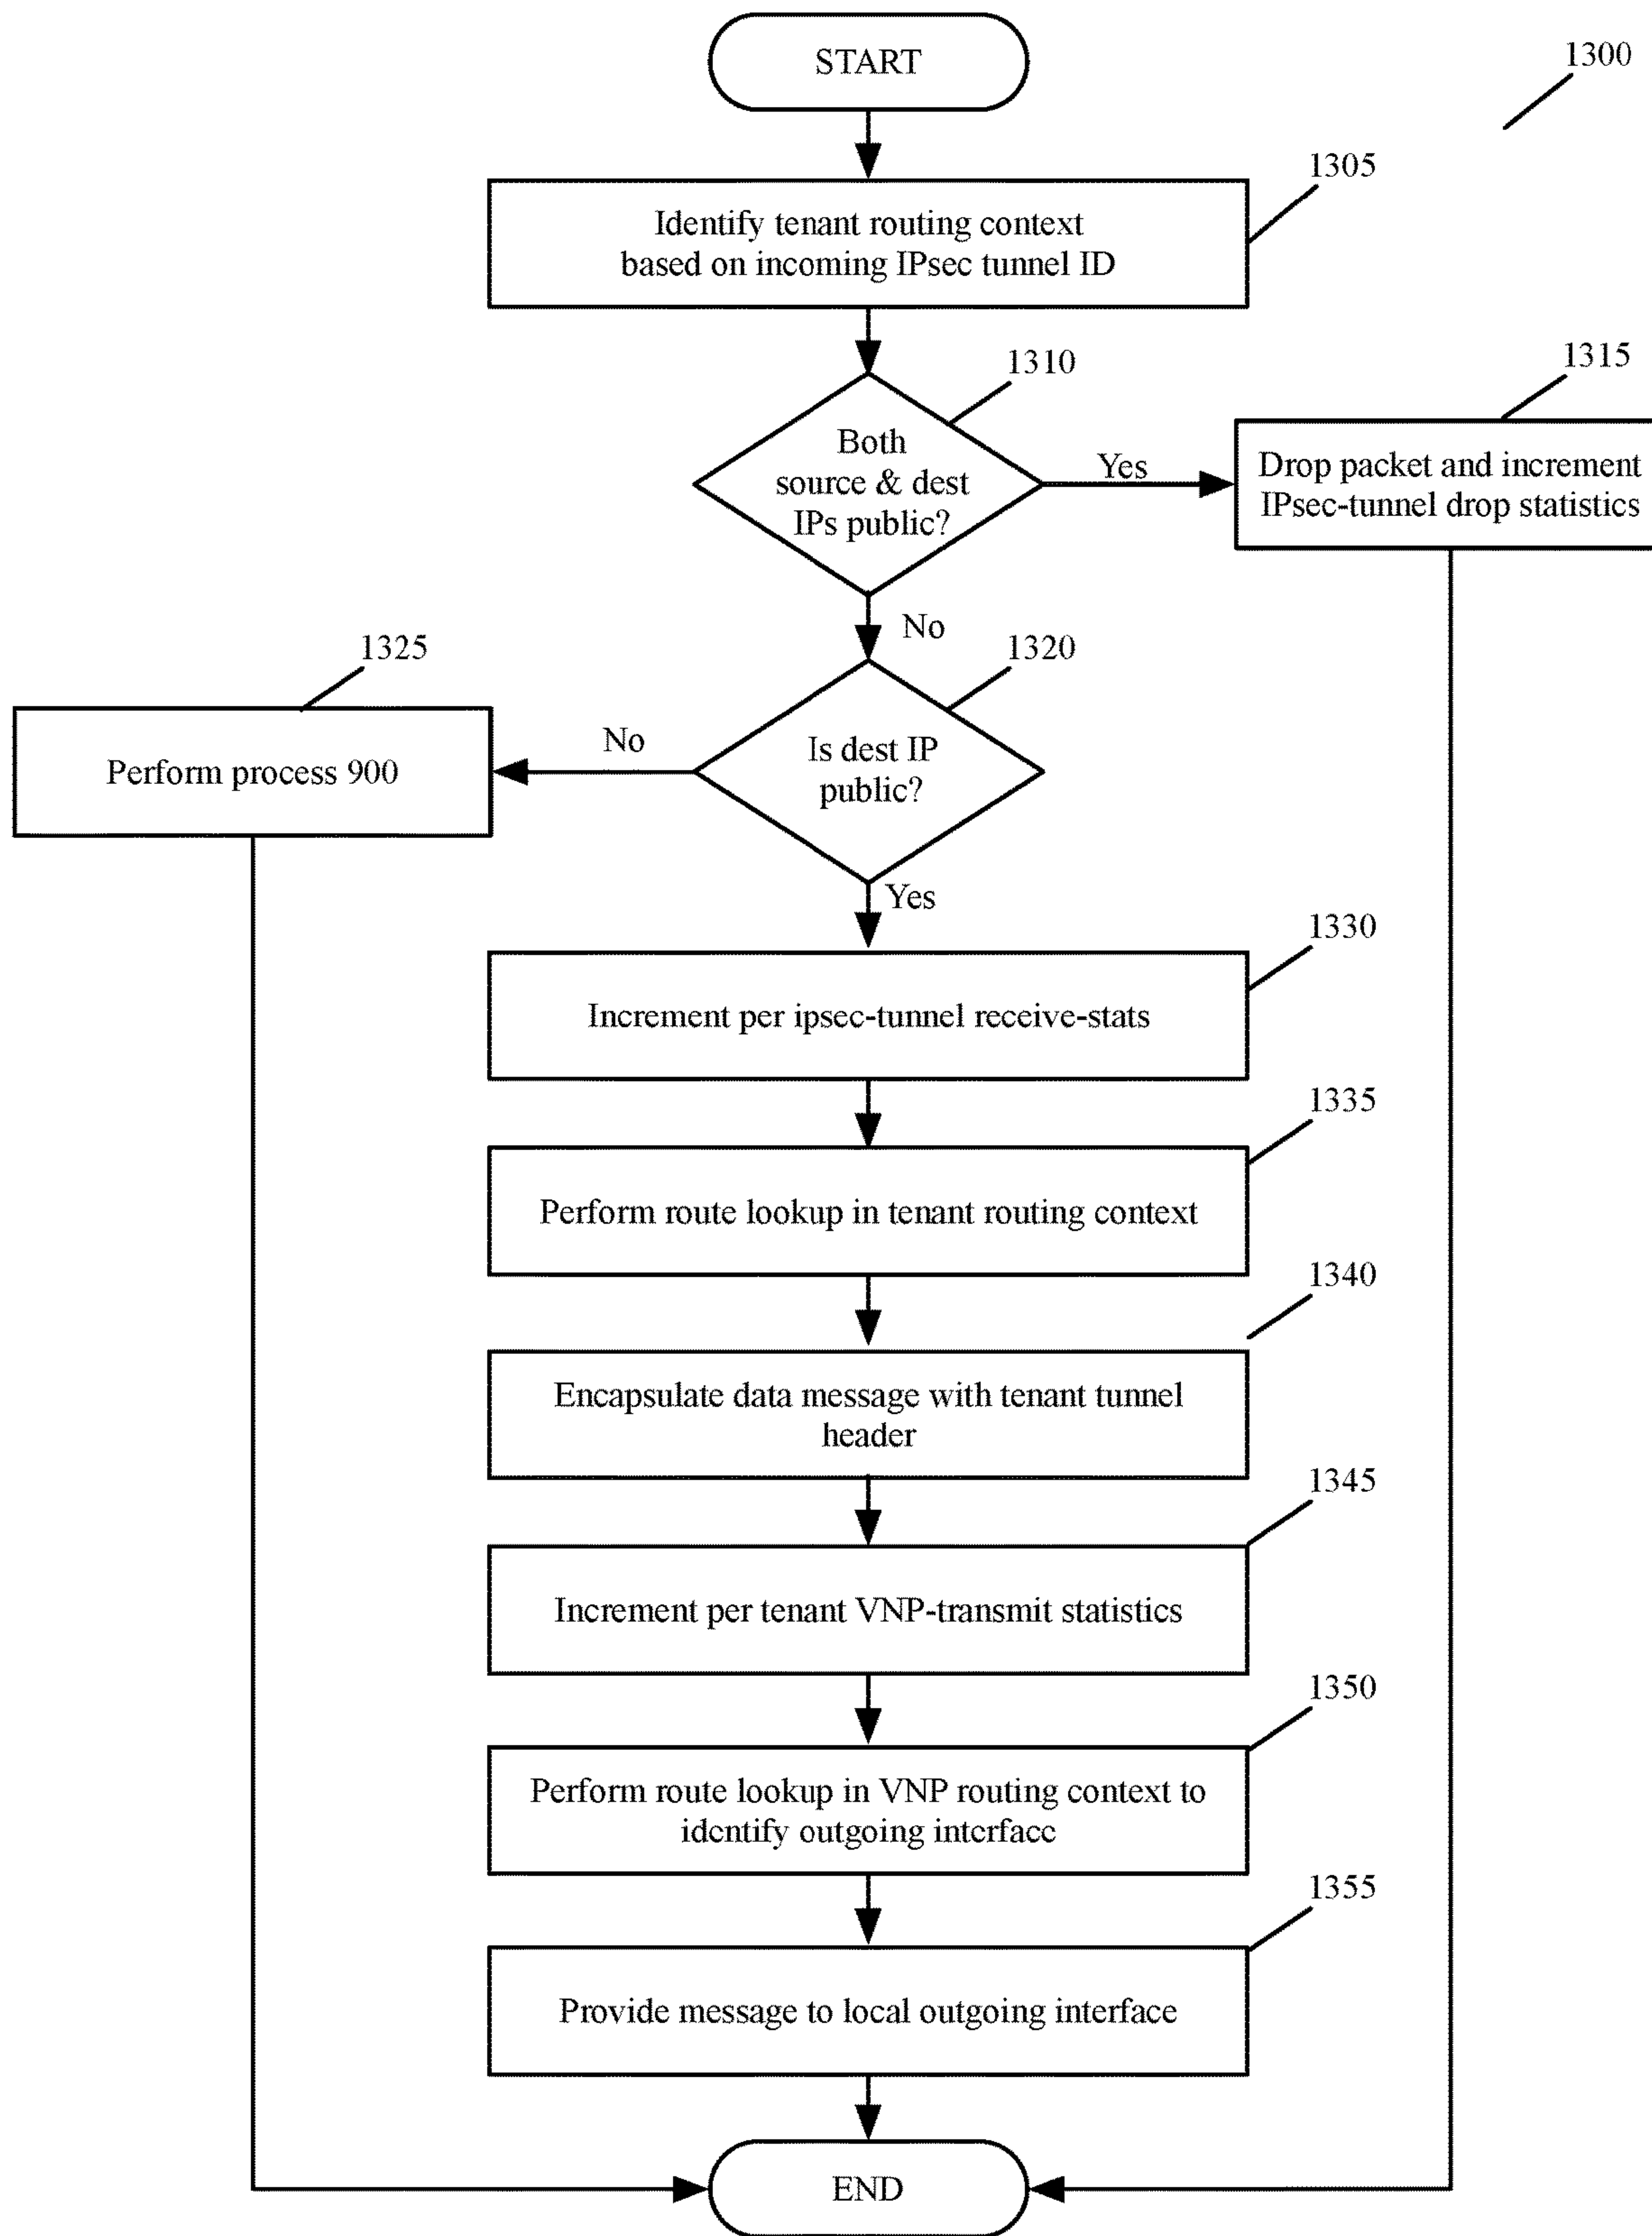 START
1300
1305
Identify tenant routing context
based on incoming IPsec tunnel ID
1310
1315
Both
source & dest
IPs public?
Yes
Drop packet and increment
IPsec-tunnel drop statistics
No
1325
1320
Perform process 900
No
Is dest IP
public?
Yes
1330
Increment per ipsec-tunnel receive-stats
1335
Perform route lookup in tenant routing context
1340
Encapsulate data message with tenant tunnel
header
1345
Increment per tenant VNP-transmit statistics
1350
Perform route lookup in VNP routing context to
identify outgoing interface
1355
Provide message to local outgoing interface
END